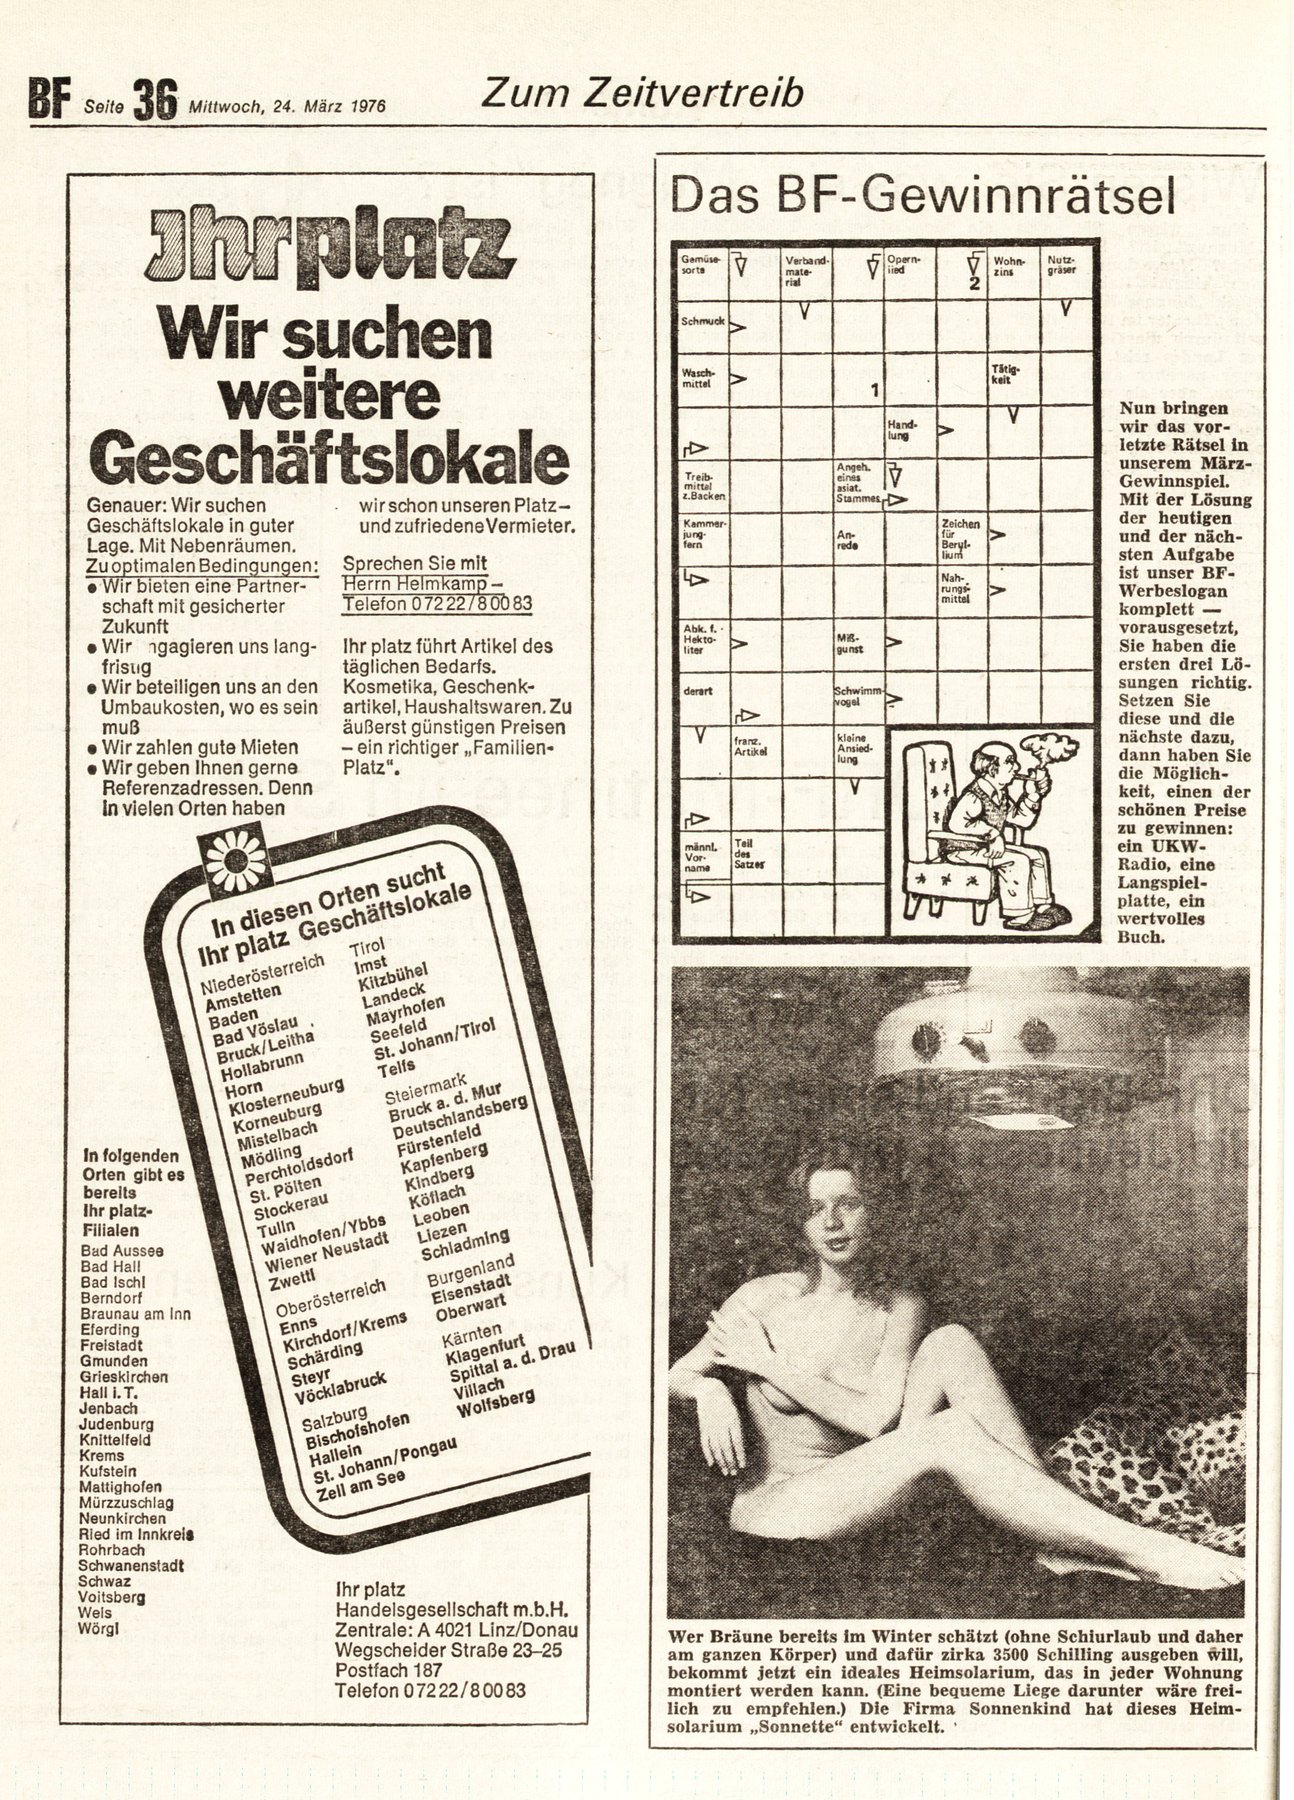 BF Seite 36 Mittwoch, 24. März 1976
Zum Zeitvertreib
Ihrplatz
Wir suchen
weitere
Geschäftslokale
Genauer: Wir suchen
Geschäftslokale in guter
Lage. Mit Nebenräumen.
Zu optimalen Bedingungen:
● Wir bieten eine Partner-
schaft mit gesicherter
Zukunft
● Wir ngagieren uns lang-
fristig
● Wir beteiligen uns an den
Umbaukosten, wo es sein
muß
● Wir zahlen gute Mieten
● Wir geben Ihnen gerne
Referenzadressen. Denn
in vielen Orten haben
wir schon unseren Platz –
und zufriedene Vermieter.
Sprechen Sie mit
Herrn Helmkamp –
Telefon 0 72 22 / 8 00 83
Ihr platz führt Artikel des
täglichen Bedarfs.
Kosmetika, Geschenk-
artikel, Haushaltswaren. Zu
äußerst günstigen Preisen
– ein richtiger „Familien-
Platz“.
In diesen Orten sucht
Ihr platz Geschäftslokale
Niederösterreich
Amstetten
Baden
Bad Vöslau
Bruck/Leitha
Hollabrunn
Horn
Klosterneuburg
Korneuburg
Mistelbach
Mödling
Perchtoldsdorf
St. Pölten
Stockerau
Tulln
Waidhofen/Ybbs
Wiener Neustadt
Zwettl
Oberösterreich
Enns
Kirchdorf/Krems
Schärding
Steyr
Vöcklabruck
Salzburg
Bischofshofen
Hallein
St. Johann/Pongau
Zell am See
Tirol
Imst
Kitzbühel
Landeck
Mayrhofen
Seefeld
St. Johann/Tirol
Telfs
Steiermark
Bruck a. d. Mur
Deutschlandsberg
Fürstenfeld
Kapfenberg
Kindberg
Köflach
Leoben
Liezen
Schladming
Burgenland
Eisenstadt
Oberwart
Kärnten
Klagenfurt
Spittal a. d. Drau
Villach
Wolfsberg
In folgenden
Orten gibt es
bereits
Ihr platz-
Filialen
Bad Aussee
Bad Hall
Bad Ischl
Berndorf
Braunau am Inn
Eferding
Freistadt
Gmunden
Grieskirchen
Hall i. T.
Jenbach
Judenburg
Knittelfeld
Krems
Kufstein
Mattighofen
Mürzzuschlag
Neunkirchen
Ried im Innkreis
Rohrbach
Schwanenstadt
Schwaz
Voitsberg
Wels
Wörgl
Ihr platz
Handelsgesellschaft m.b.H.
Zentrale: A 4021 Linz/Donau
Wegscheider Straße 23–25
Postfach 187
Telefon 0 72 22 / 8 00 83
Das BF-Gewinnrätsel
Gemüse-
sorte
Verband-
mate-
rial
Opern-
lied
2
Wohn-
zins
Nutz-
gräser
Schmuck
Wasch-
mittel
1
Tätig-
keit
Hand-
lung
Treib-
mittel
z. Backen
Angeh.
eines
asiat.
Stammes
Kammer-
jung-
fern
An-
rede
Zeichen
für
Beryl-
lium
Nah-
rungs-
mittel
Abk. f.
Hekto-
liter
Miß-
gunst
derart
Schwimm-
vogel
franz.
Artikel
kleine
Ansied-
lung
männl.
Vor-
name
Teil
des
Satzes
Nun bringen
wir das vor-
letzte Rätsel in
unserem März-
Gewinnspiel.
Mit der Lösung
der heutigen
und der näch-
sten Aufgabe
ist unser BF-
Werbeslogan
komplett —
vorausgesetzt,
Sie haben die
ersten drei Lö-
sungen richtig.
Setzen Sie
diese und die
nächste dazu,
dann haben Sie
die Möglich-
keit, einen der
schönen Preise
zu gewinnen:
ein UKW-
Radio, eine
Langspiel-
platte, ein
wertvolles
Buch.
Wer Bräune bereits im Winter schätzt (ohne Schiurlaub und daher
am ganzen Körper) und dafür zirka 3500 Schilling ausgeben will,
bekommt jetzt ein ideales Heimsolarium, das in jeder Wohnung
montiert werden kann. (Eine bequeme Liege darunter wäre frei-
lich zu empfehlen.) Die Firma Sonnenkind hat dieses Heim-
solarium „Sonnette“ entwickelt.